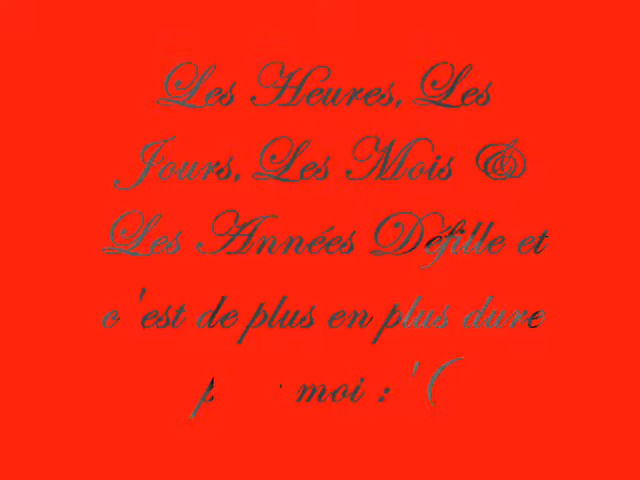 Les Heures, Les
Jours, Les Mois &
Les Années Défille et
c 'est de plus en plus dure
moi : ' (